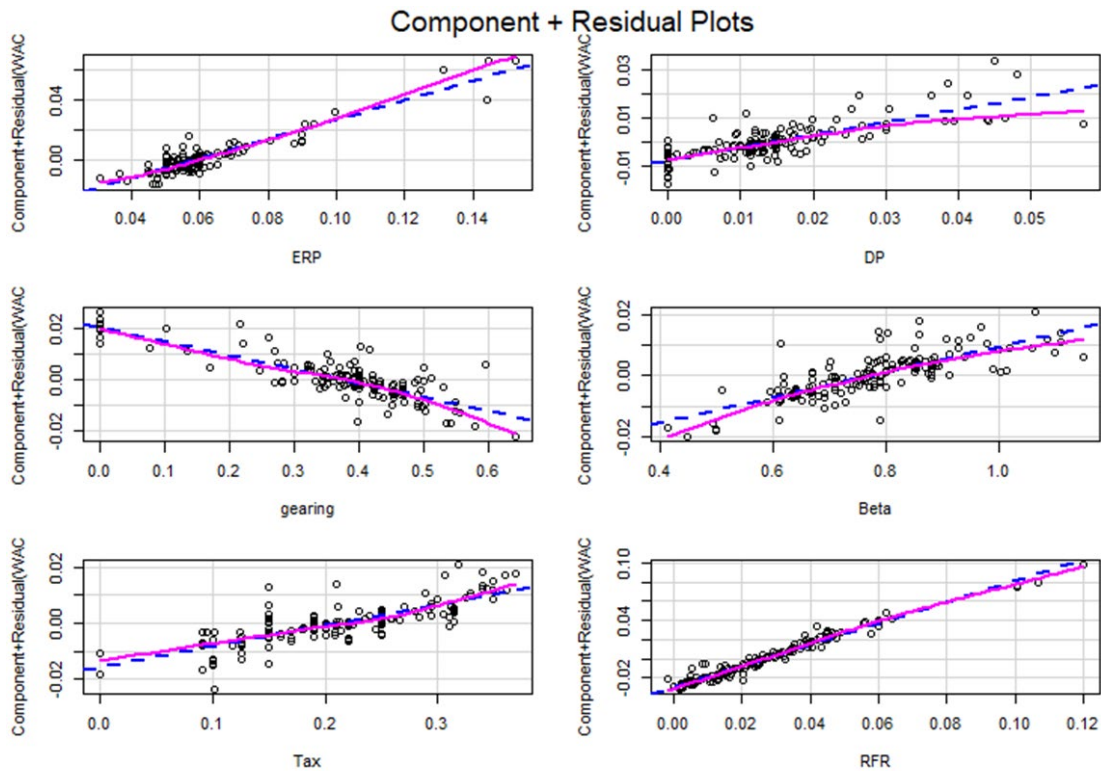 Component + Residual Plots
Component+Residual(WAC
0.00 0.04
0.04 0.06 0.08 0.10 0.12 0.14
ERP
Component+Residual(WAC
-0.01 0.01 0.03
0.00 0.01 0.02 0.03 0.04 0.05
DP
Component+Residual(WAC
-0.02 0.00 0.02
0.0 0.1 0.2 0.3 0.4 0.5 0.6
gearing
Component+Residual(WAC
-0.02 0.00 0.02
0.4 0.6 0.8 1.0
Beta
Component+Residual(WAC
-0.02 0.00 0.02
0.0 0.1 0.2 0.3
Tax
Component+Residual(WAC
-0.02 0.04 0.10
0.00 0.02 0.04 0.06 0.08 0.10 0.12
RFR